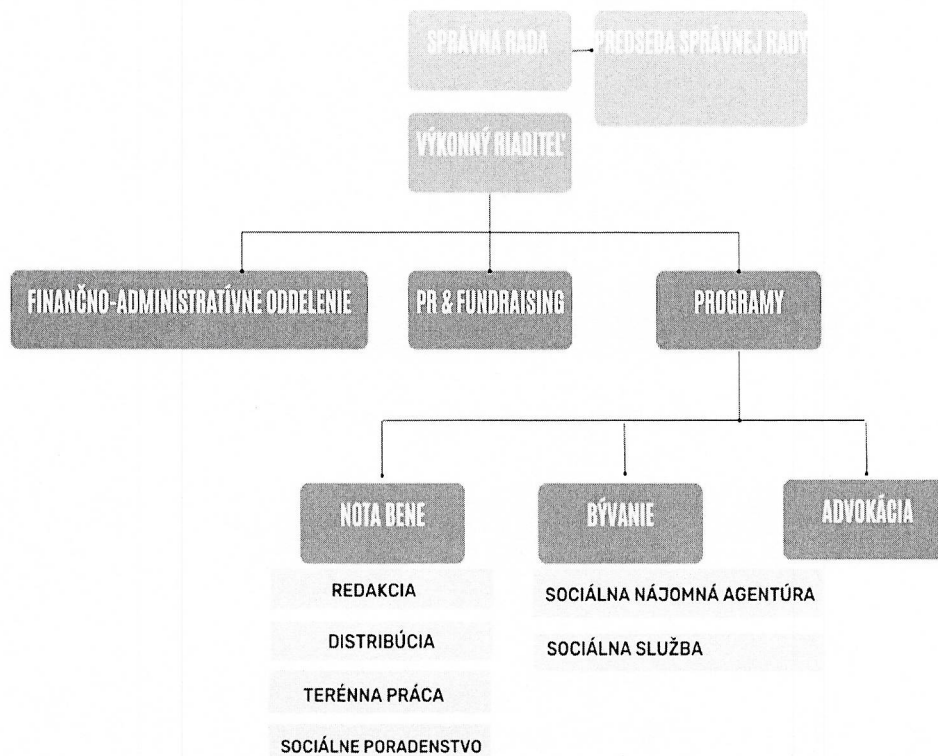 SPRÁVNA RADA
PREDSEDA SPRÁVNEJ RADY
VÝKONNÝ RIADITEĽ
FINANČNO-ADMINISTRATÍVNE ODDELENIE
PR & FUNDRAISING
PROGRAMY
NOTA BENE
BÝVANIE
ADVOKÁCIA
REDAKCIA
SOCIÁLNA NÁJOMNÁ AGENTÚRA
DISTRIBÚCIA
SOCIÁLNA SLUŽBA
TERÉNNA PRÁCA
SOCIÁLNE PORADENSTVO